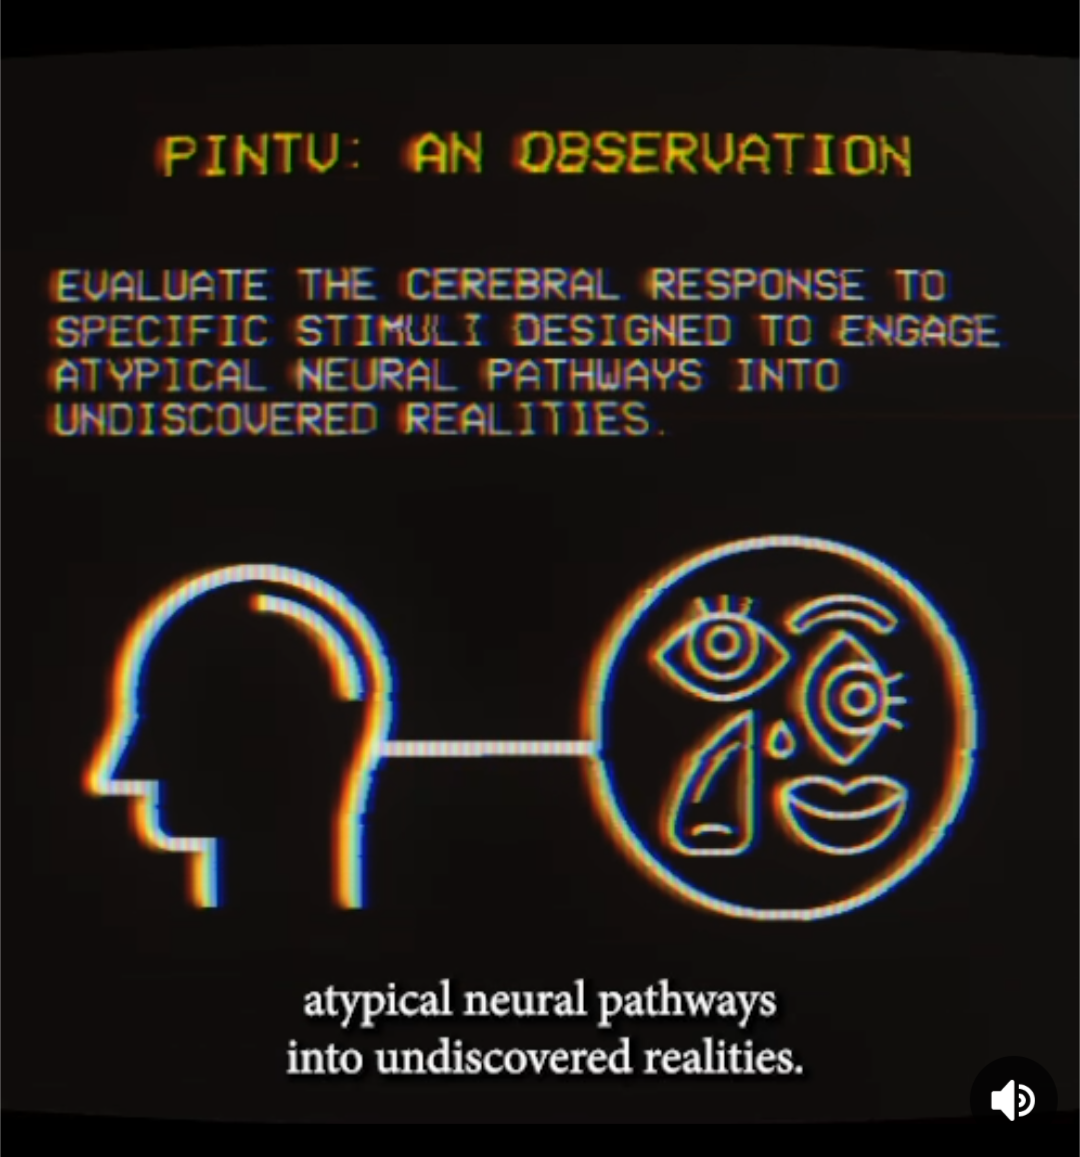 PINTV: AN OBSERVATION
EVALUATE THE CEREBRAL RESPONSE TO
SPECIFIC STIMULI DESIGNED TO ENGAGE
ATYPICAL NEURAL PATHWAYS INTO
UNDISCOVERED REALITIES.
atypical neural pathways
into undiscovered realities.